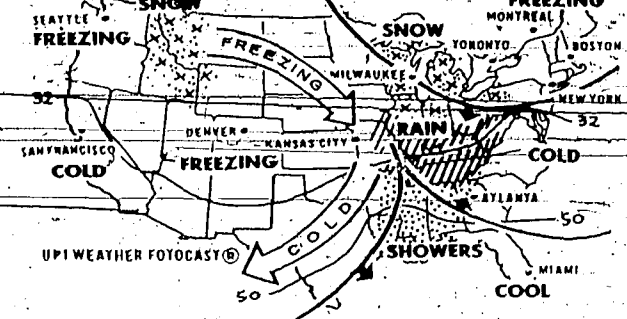 SNOW
FREEZING
SEATTLE
MONTREAL
FREEZING
SNOW
TORONTO
BOSTON
FREEZING
MILWAUKEE
NEW YORK
32
32
RAIN
DENVER
KANSAS CITY
SAN FRANCISCO
COLD
FREEZING
COLD
ATLANTA
COLD
50
UPI WEATHER FOTOCAST®
SHOWERS
MIAMI
50
COOL